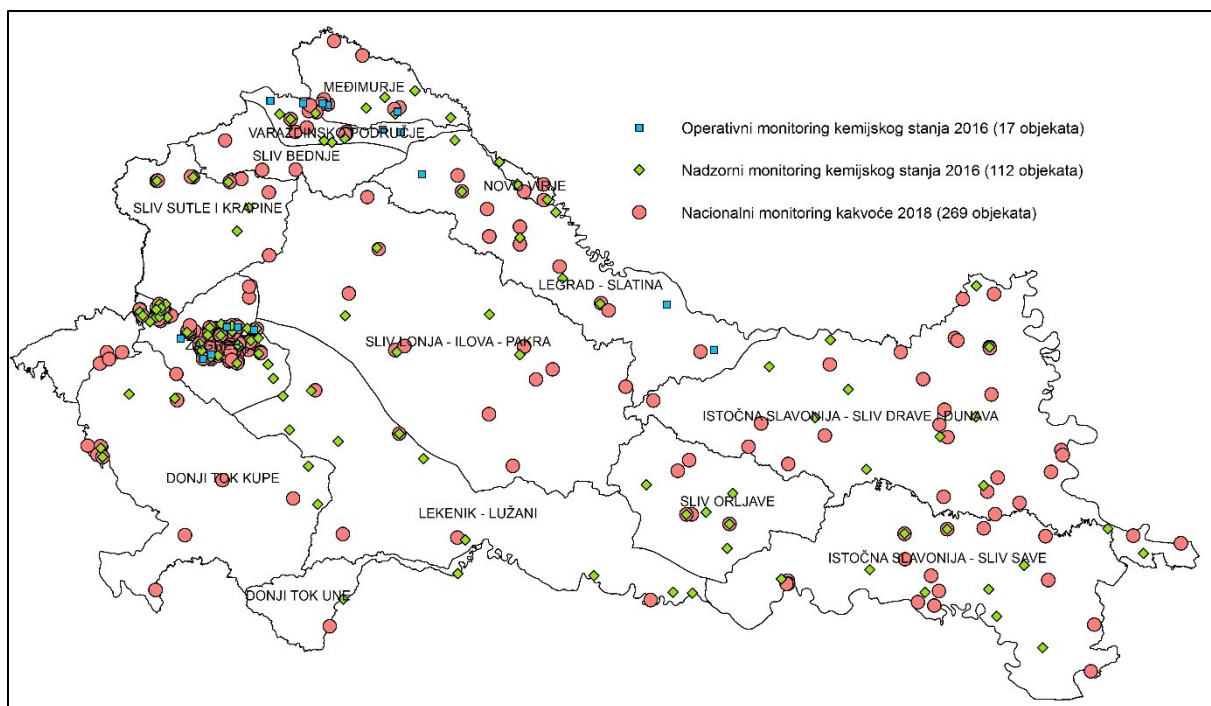 MEĐIMURJE
Operativni monitoring kemijskog stanja 2016 (17 objekata)
VARAŽDINSKO PODRUČJE
SLIV BEDNJE
Nadzorni monitoring kemijskog stanja 2016 (112 objekata)
NOVO VIRJE
SLIV SUTLE I KRAPINE
Nacionalni monitoring kakvoće 2018 (269 objekata)
LEGRAD - SLATINA
SLIV LONJA - ILOVA - PAKRA
ISTOČNA SLAVONIJA - SLIV DRAVE I DUNAVA
DONJI TOK KUPE
SLIV ORLJAVE
LEKENIK - LUŽANI
ISTOČNA SLAVONIJA - SLIV SAVE
DONJI TOK UNE